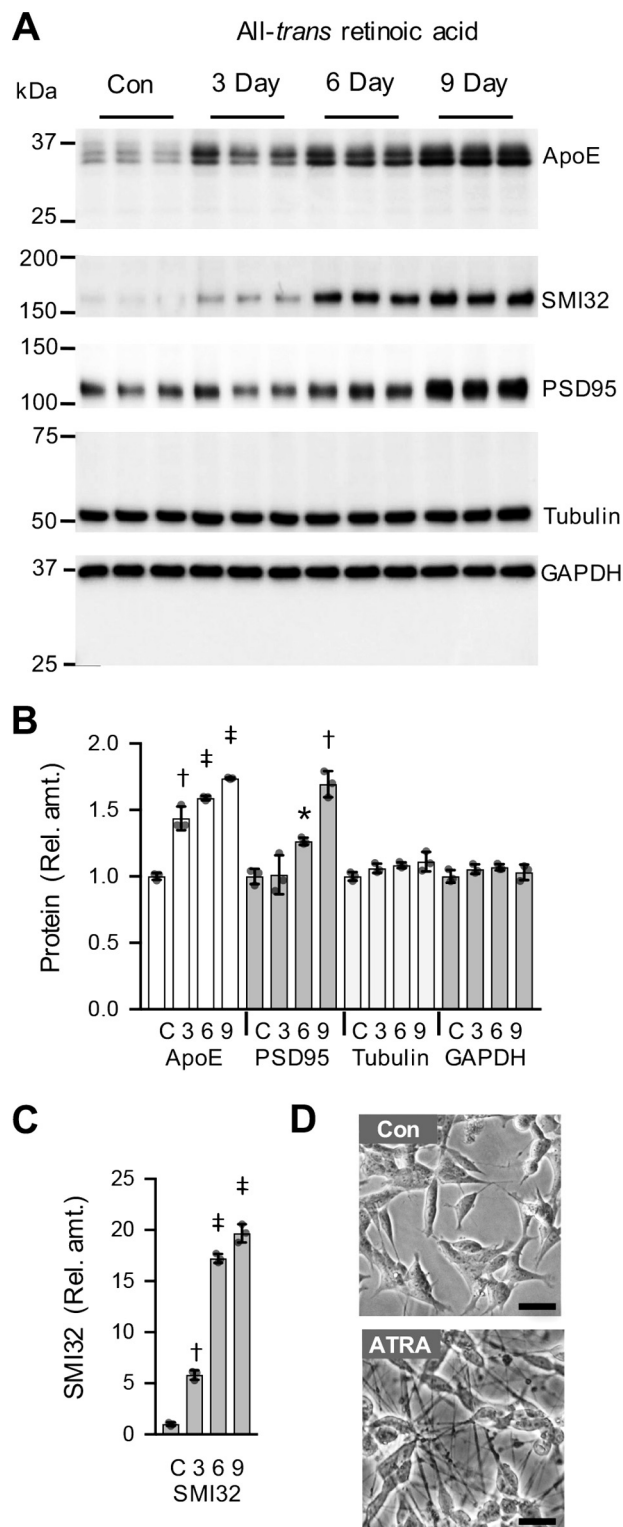 A
All-trans retinoic acid
kDa
Con 3 Day 6 Day 9 Day
37
ApoE
25
200
SMI32
150
150
PSD95
100
75
Tubulin
50
37
GAPDH
25
B
Protein (Rel. amt.)
2.0
1.5
1.0
0.5
0.0
† ‡ ‡ * †
C 3 6 9 C 3 6 9 C 3 6 9 C 3 6 9
ApoE PSD95 Tubulin GAPDH
C
SMI32 (Rel. amt.)
25
20
15
10
5
0
† ‡ ‡
C 3 6 9
SMI32
D
Con
ATRA